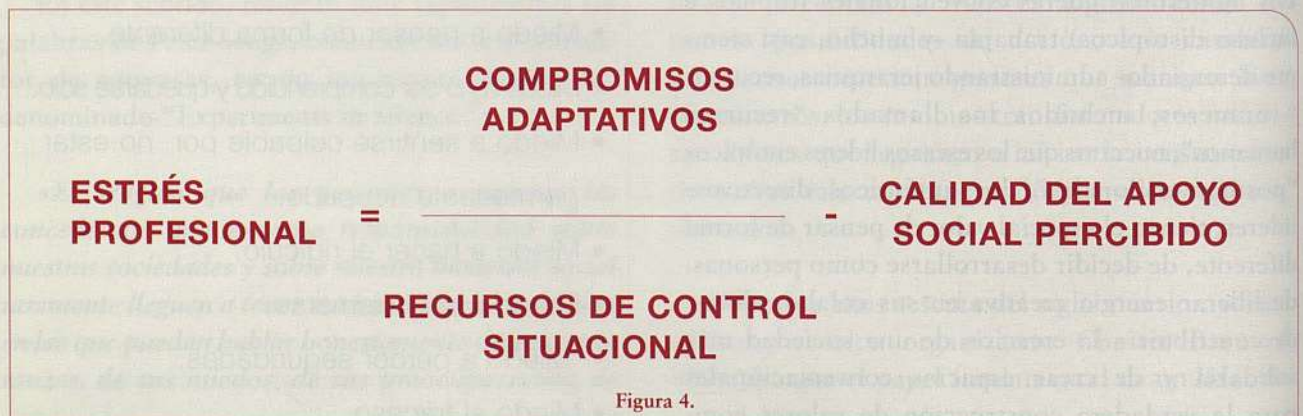 COMPROMISOS
ADAPTATIVOS
ESTRÉS
PROFESIONAL
=
-
CALIDAD DEL APOYO
SOCIAL PERCIBIDO
RECURSOS DE CONTROL
SITUACIONAL
Figura 4.